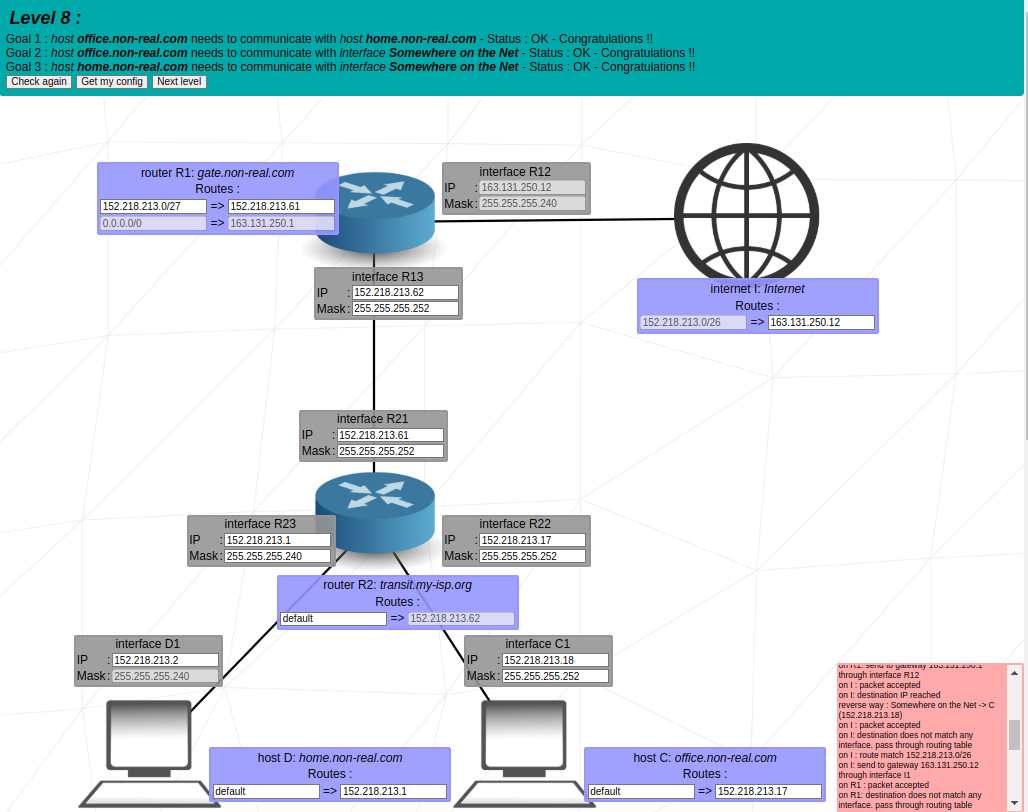 Level 8 :
Goal 1 : host office.non-real.com needs to communicate with host home.non-real.com - Status : OK - Congratulations !!
Goal 2 : host office.non-real.com needs to communicate with interface Somewhere on the Net - Status : OK - Congratulations !!
Goal 3 : host home.non-real.com needs to communicate with interface Somewhere on the Net - Status : OK - Congratulations !!
Check again Get my config Next level
router R1: gate.non-real.com
Routes :
152.218.213.0/27 => 152.218.213.61
0.0.0.0/0 => 163.131.250.1
interface R12
IP : 163.131.250.12
Mask : 255.255.255.240
interface R13
IP : 152.218.213.62
Mask : 255.255.255.252
internet I: Internet
Routes :
152.218.213.0/26 => 163.131.250.12
interface R21
IP : 152.218.213.61
Mask : 255.255.255.252
interface R23
IP : 152.218.213.1
Mask : 255.255.255.240
interface R22
IP : 152.218.213.17
Mask : 255.255.255.252
router R2: transit.my-isp.org
Routes :
default => 152.218.213.62
interface D1
IP : 152.218.213.2
Mask : 255.255.255.240
interface C1
IP : 152.218.213.18
Mask : 255.255.255.252
host D: home.non-real.com
Routes :
default => 152.218.213.1
host C: office.non-real.com
Routes :
default => 152.218.213.17
on R1: send to gateway 163.131.250.1
through interface R12
on I : packet accepted
on I: destination IP reached
reverse way : Somewhere on the Net -> C
(152.218.213.18)
on I : packet accepted
on I: destination does not match any
interface. pass through routing table
on I : route match 152.218.213.0/26
on I: send to gateway 163.131.250.12
through interface I1
on R1 : packet accepted
on R1: destination does not match any
interface. pass through routing table